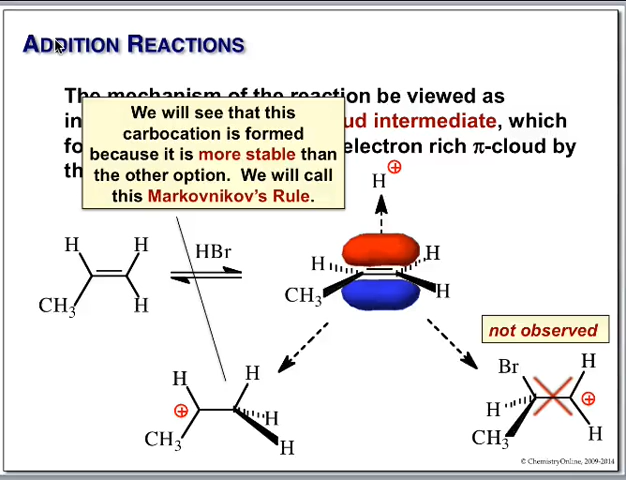 ADDITION REACTIONS
The mechanism of the reaction be viewed as
in
ud intermediate, which
fo
electron rich π-cloud by
th
We will see that this
carbocation is formed
because it is more stable than
the other option. We will call
this Markovnikov's Rule.
H
⊕
H
H
CH3
H
HBr
H
H
CH3
H
not observed
H
H
⊕
H
CH3
H
Br
H
H
⊕
CH3
H
© ChemistryOnline, 2009-2014